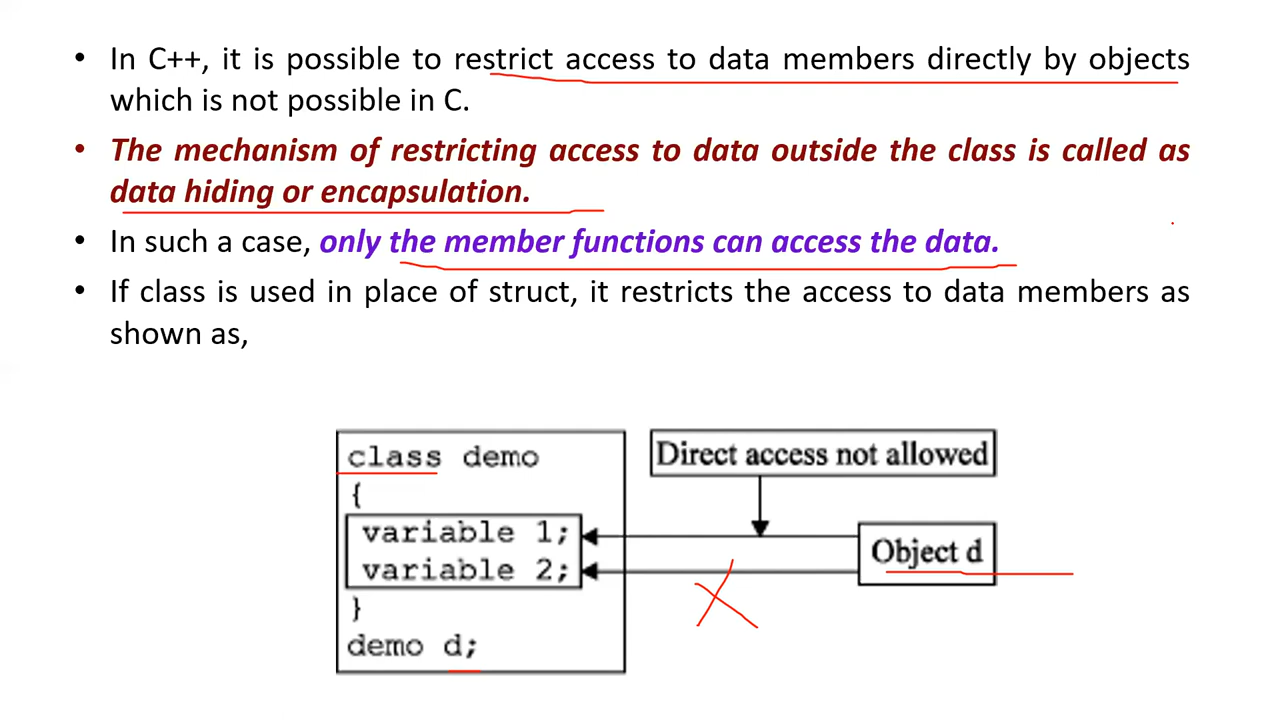 • In C++, it is possible to restrict access to data members directly by objects
which is not possible in C.
• The mechanism of restricting access to data outside the class is called as
data hiding or encapsulation.
• In such a case, only the member functions can access the data.
• If class is used in place of struct, it restricts the access to data members as
shown as,
class demo
{
variable 1;
variable 2;
}
demo d;
Direct access not allowed
Object d